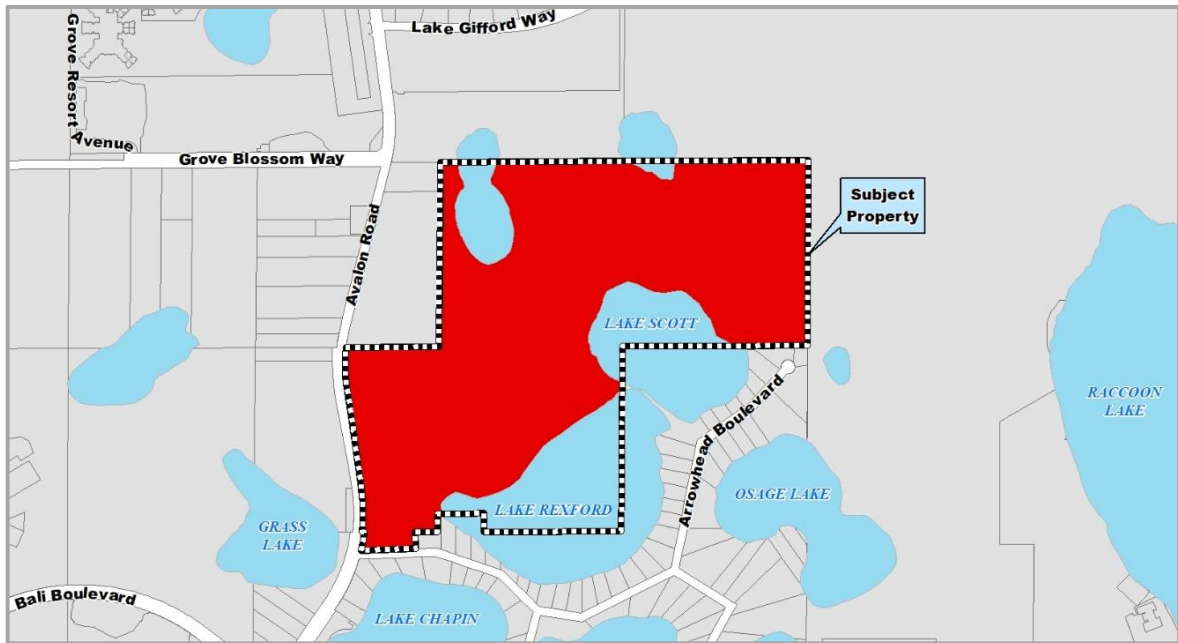 Lake Gifford Way
Grove Resort
Avenue
Grove Blossom Way
Subject
Property
Avalon Road
LAKE SCOTT
Arrowhead Boulevard
RACCOON
LAKE
OSAGE LAKE
LAKE REXFORD
GRASS
LAKE
Bali Boulevard
LAKE CHAPIN